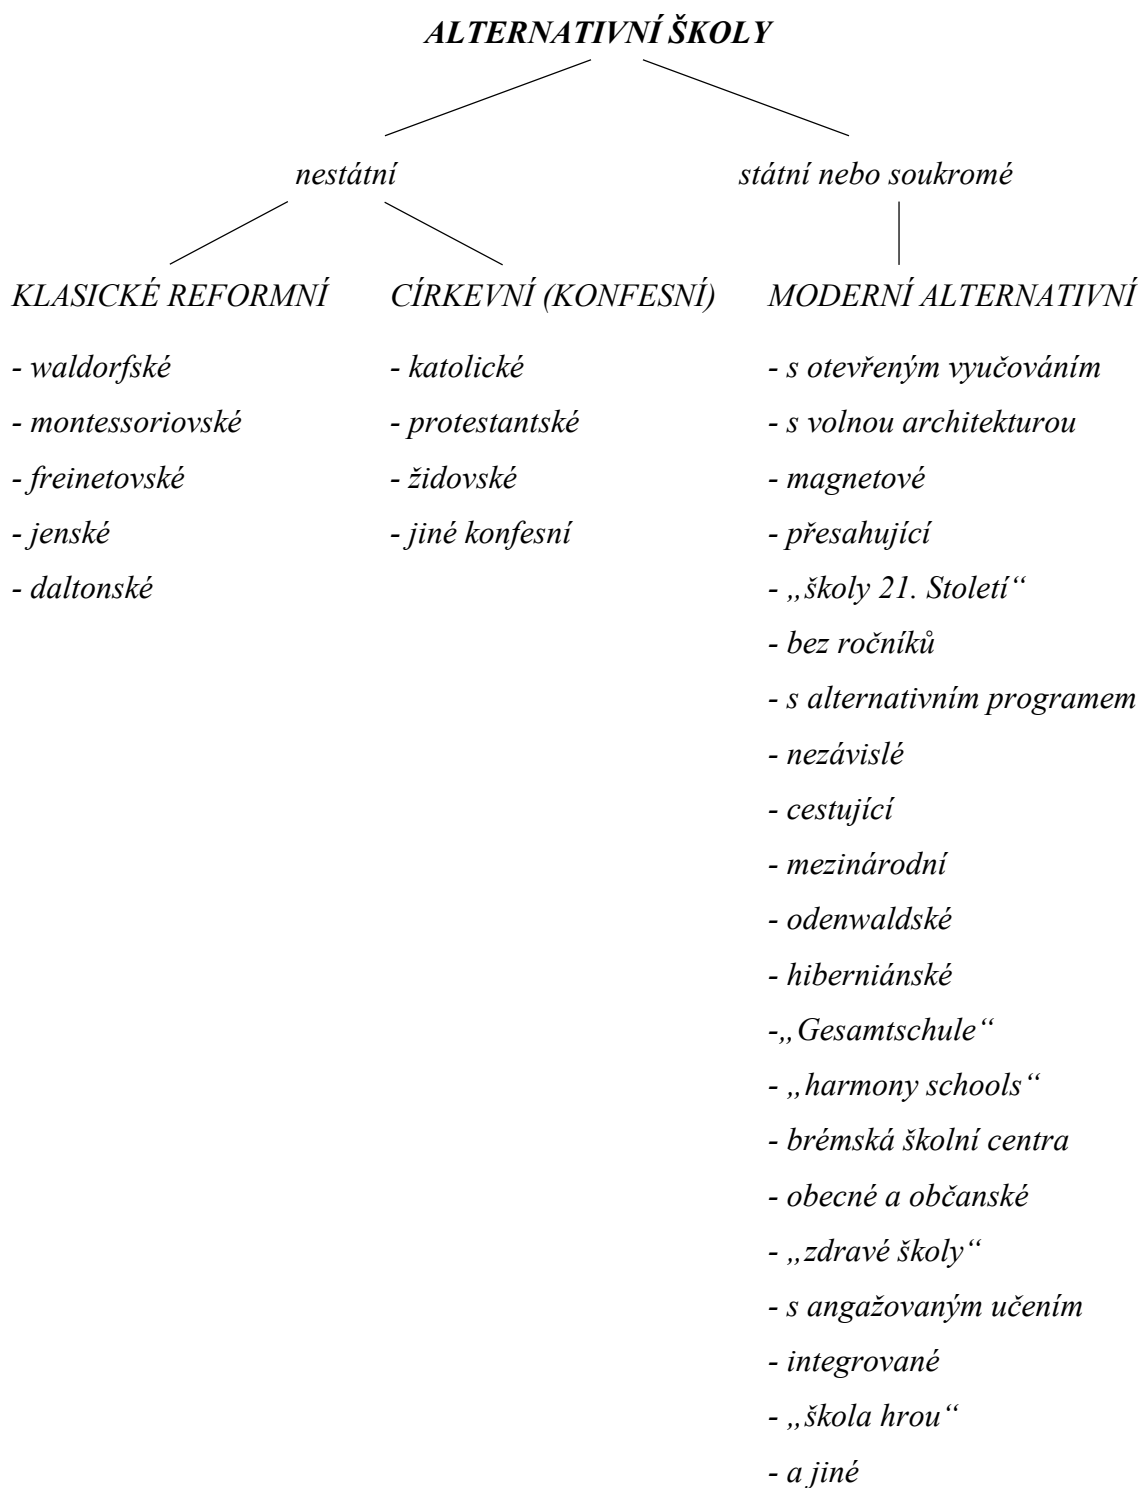 ALTERNATIVNÍ ŠKOLY
nestátní
státní nebo soukromé
KLASICKÉ REFORMNÍ
- waldorfské
- montessoriovské
- freinetovské
- jenské
- daltonské
CÍRKEVNÍ (KONFESNÍ)
- katolické
- protestantské
- židovské
- jiné konfesní
MODERNÍ ALTERNATIVNÍ
- s otevřeným vyučováním
- s volnou architekturou
- magnetové
- přesahující
- „školy 21. Století“
- bez ročníků
- s alternativním programem
- nezávislé
- cestující
- mezinárodní
- odenwaldské
- hiberniánské
-„Gesamtschule“
- „harmony schools“
- brémská školní centra
- obecné a občanské
- „zdravé školy“
- s angažovaným učením
- integrované
- „škola hrou“
- a jiné